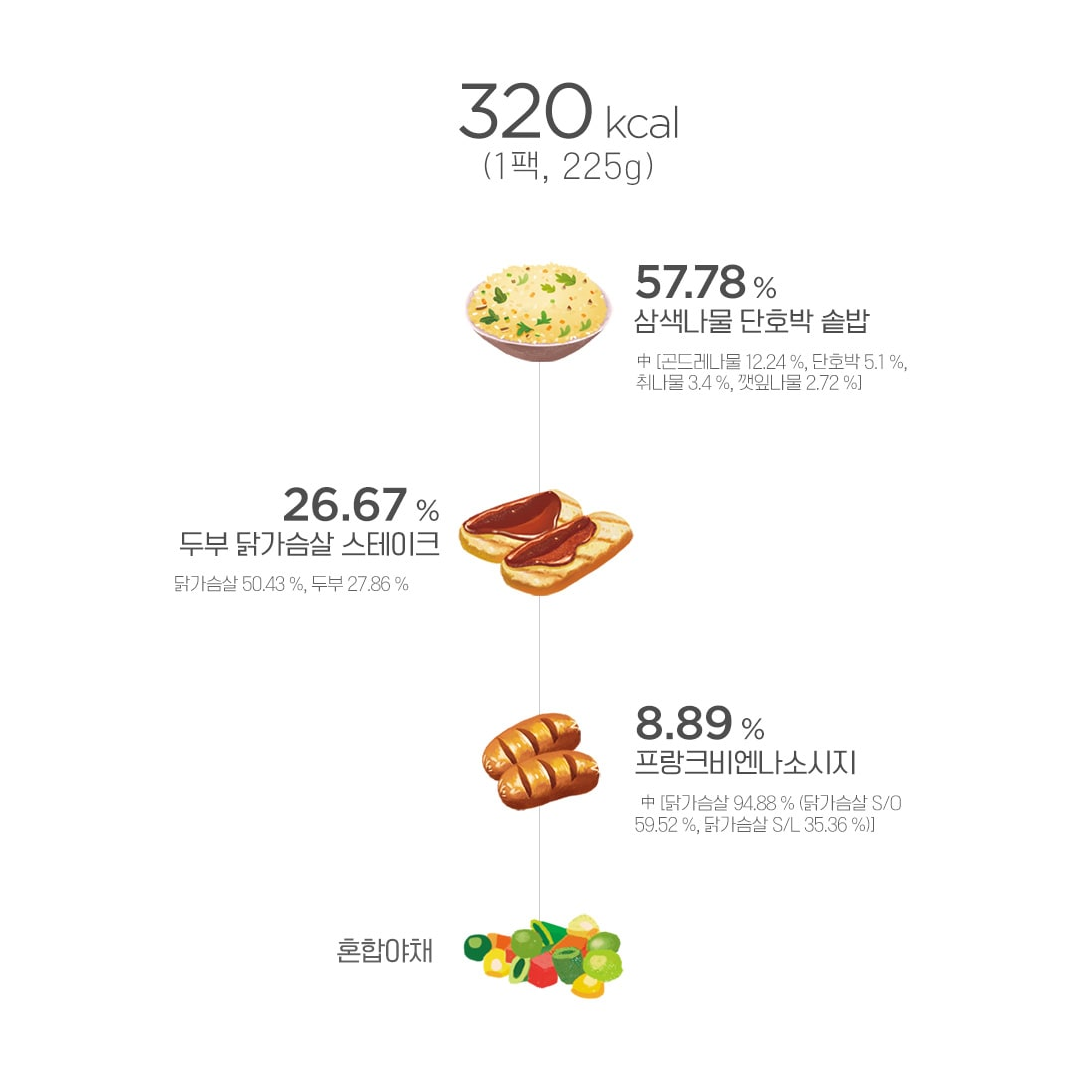 320 kcal
(1팩, 225g)
57.78 %
삼색나물 단호박 솥밥
中 [곤드레나물 12.24 %, 단호박 5.1 %,
취나물 3.4 %, 깻잎나물 2.72 %]
26.67 %
두부 닭가슴살 스테이크
닭가슴살 50.43 %, 두부 27.86 %
8.89 %
프랑크비엔나소시지
中 [닭가슴살 94.88 % (닭가슴살 S/O
59.52 %, 닭가슴살 S/L 35.36 %)]
혼합야채